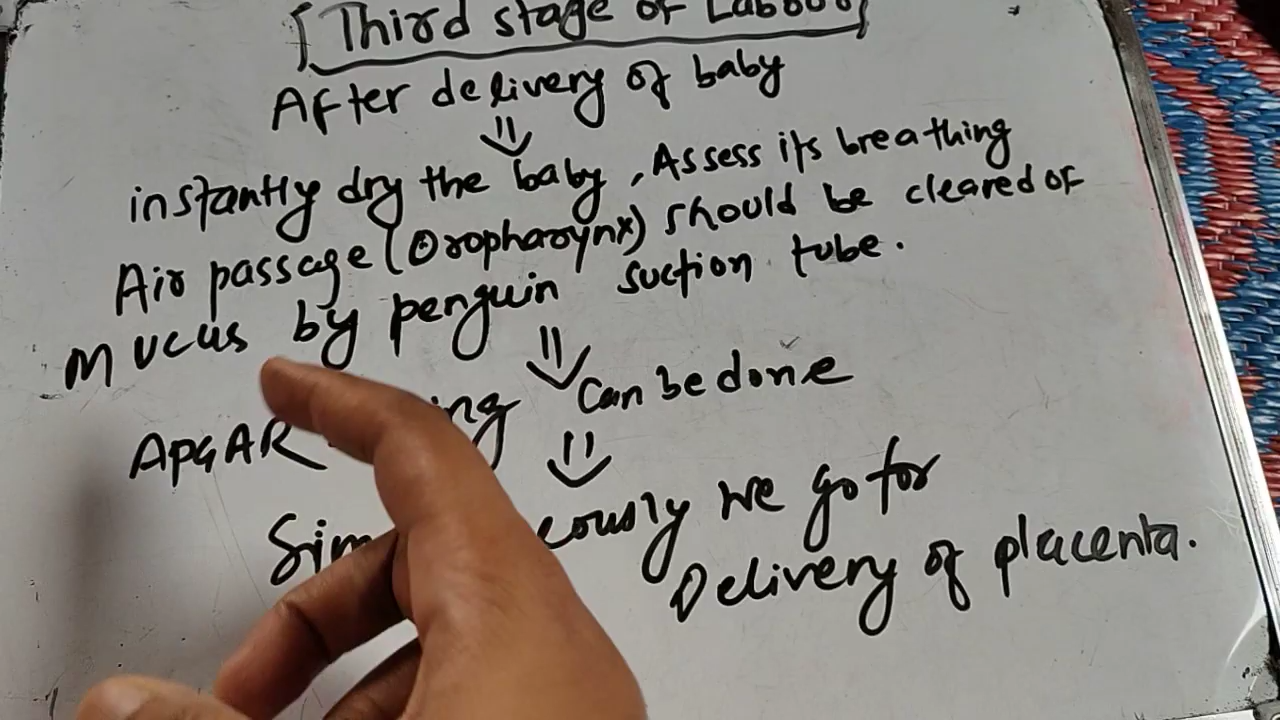 [Third stage of Labour]
After delivery of baby
instantly dry the baby, Assess its breathing
Air passage (Oropharynx) should be cleared of
mucus by penguin suction tube.
APGAR can be done
we go for
Delivery of placenta.